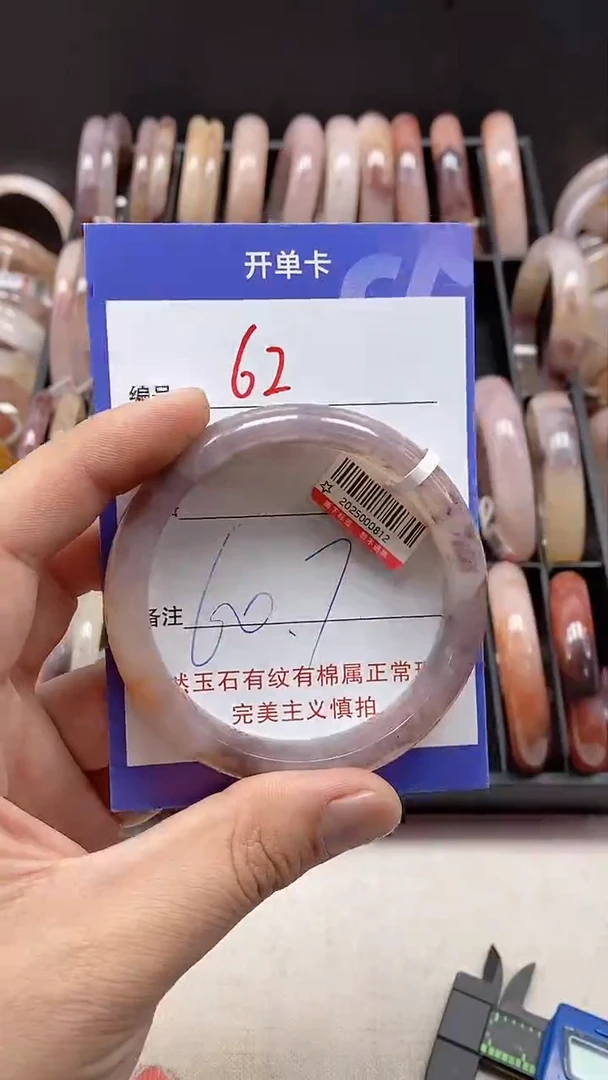 开单卡
编号 62
2025000812
备注 60.7
然玉石有纹有棉属正常现
完美主义慎拍